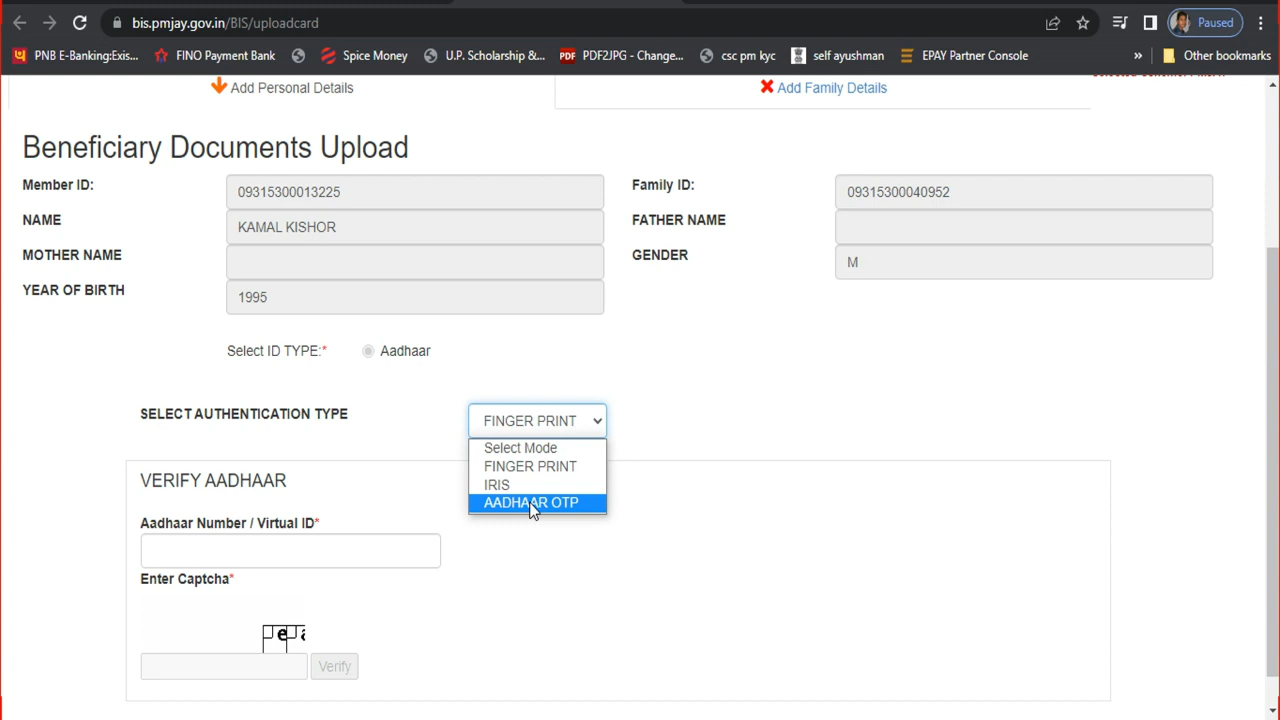 bis.pmjay.gov.in/BIS/uploadcard
Paused
PNB E-Banking:Exis...
FINO Payment Bank
Spice Money
U.P. Scholarship &...
PDF PDF2JPG - Change...
csc pm kyc
self ayushman
EPAY Partner Console
»
Other bookmarks
Add Personal Details
Add Family Details
Beneficiary Documents Upload
Member ID: 09315300013225
Family ID: 09315300040952
NAME KAMAL KISHOR
FATHER NAME
MOTHER NAME
GENDER M
YEAR OF BIRTH 1995
Select ID TYPE:* Aadhaar
SELECT AUTHENTICATION TYPE FINGER PRINT
Select Mode
FINGER PRINT
IRIS
AADHAAR OTP
VERIFY AADHAAR
Aadhaar Number / Virtual ID*
Enter Captcha*
Verify